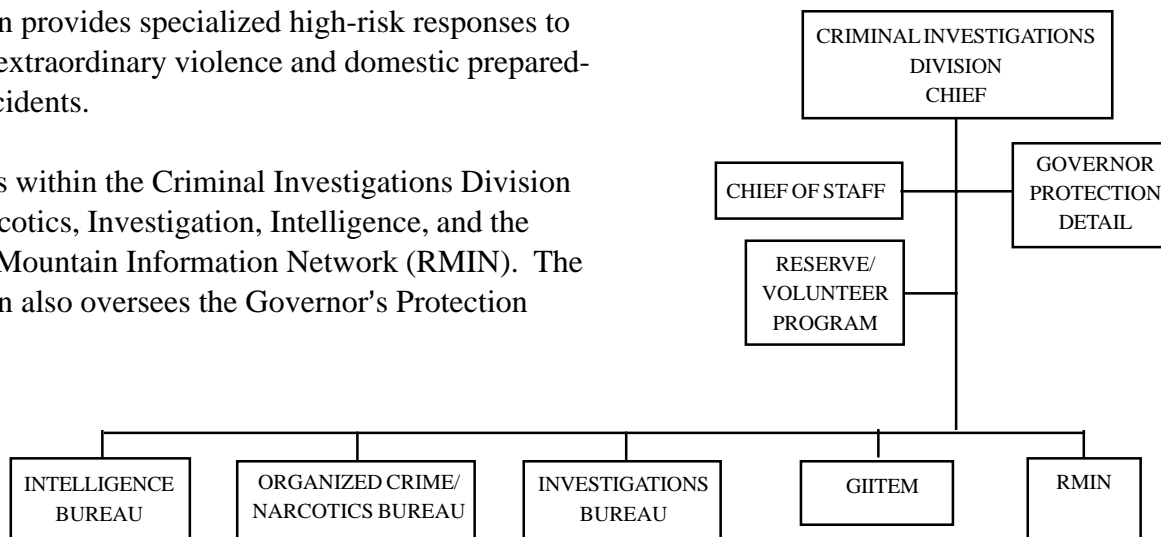 n provides specialized high-risk responses to
extraordinary violence and domestic prepared-
cidents.
s within the Criminal Investigations Division
cotics, Investigation, Intelligence, and the
Mountain Information Network (RMIN). The
n also oversees the Governor's Protection
CRIMINAL INVESTIGATIONS
DIVISION
CHIEF
CHIEF OF STAFF
GOVERNOR
PROTECTION
DETAIL
RESERVE/
VOLUNTEER
PROGRAM
INTELLIGENCE
BUREAU
ORGANIZED CRIME/
NARCOTICS BUREAU
INVESTIGATIONS
BUREAU
GIITEM
RMIN